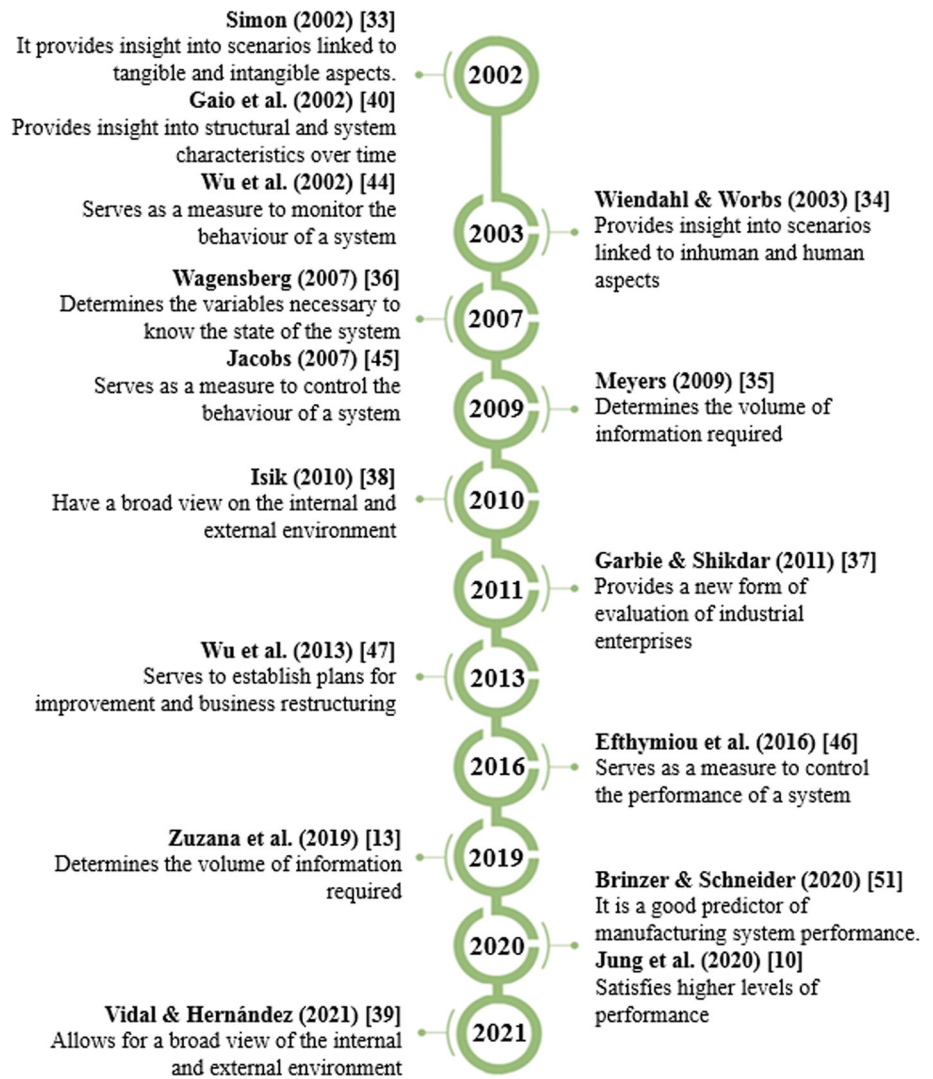 Simon (2002) [33]
It provides insight into scenarios linked to
tangible and intangible aspects.
Gaio et al. (2002) [40]
Provides insight into structural and system
characteristics over time
Wu et al. (2002) [44]
Serves as a measure to monitor the
behaviour of a system
2002
2003
Wiendahl & Worbs (2003) [34]
Provides insight into scenarios
linked to inhuman and human
aspects
Wagensberg (2007) [36]
Determines the variables necessary to
know the state of the system
Jacobs (2007) [45]
Serves as a measure to control the
behaviour of a system
2007
2009
Meyers (2009) [35]
Determines the volume of
information required
Isik (2010) [38]
Have a broad view on the internal and
external environment
2010
2011
Garbie & Shikdar (2011) [37]
Provides a new form of
evaluation of industrial
enterprises
Wu et al. (2013) [47]
Serves to establish plans for
improvement and business restructuring
2013
2016
Efthymiou et al. (2016) [46]
Serves as a measure to control
the performance of a system
Zuzana et al. (2019) [13]
Determines the volume of information
required
2019
2020
Brinzer & Schneider (2020) [51]
It is a good predictor of
manufacturing system performance.
Jung et al. (2020) [10]
Satisfies higher levels of
performance
Vidal & Hernández (2021) [39]
Allows for a broad view of the internal
and external environment
2021